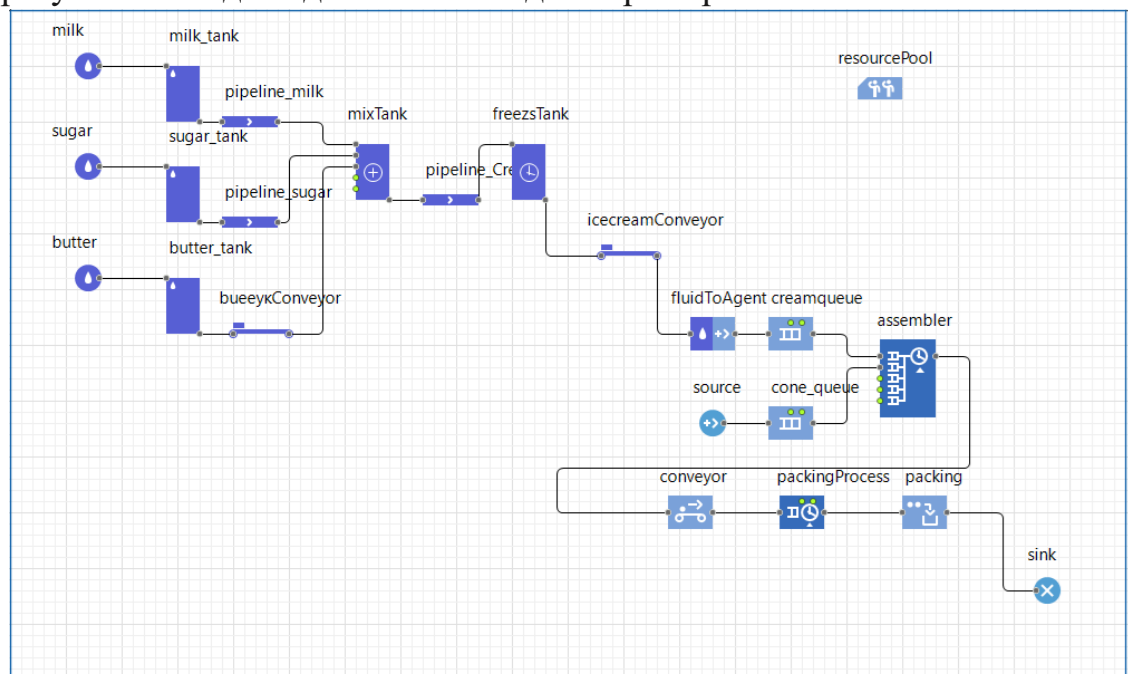 milk
milk_tank
resourcePool
pipeline_milk
mixTank
freezsTank
sugar
sugar_tank
pipeline_Cre
pipeline_sugar
icecreamConveyor
butter
butter_tank
bueeyкConveyor
fluidToAgent creamqueue
assembler
source
cone_queue
conveyor
packingProcess
packing
sink